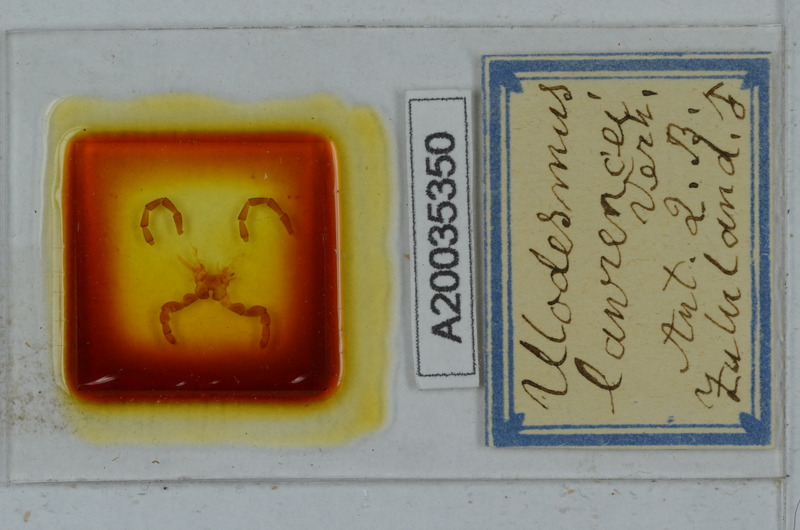 A20035350
Ulodesmus
lawrencei,
Verh.
Ant. 2. B.
Zululand. ♀